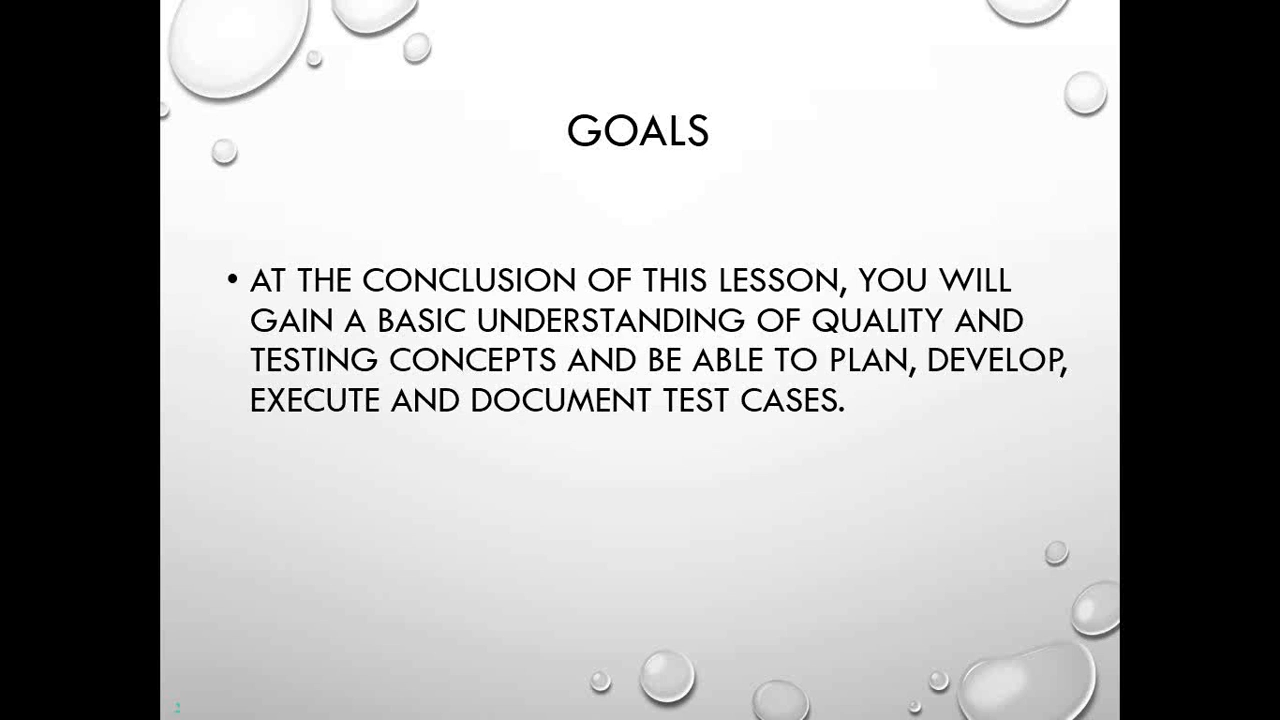 GOALS
• AT THE CONCLUSION OF THIS LESSON, YOU WILL
GAIN A BASIC UNDERSTANDING OF QUALITY AND
TESTING CONCEPTS AND BE ABLE TO PLAN, DEVELOP,
EXECUTE AND DOCUMENT TEST CASES.
2